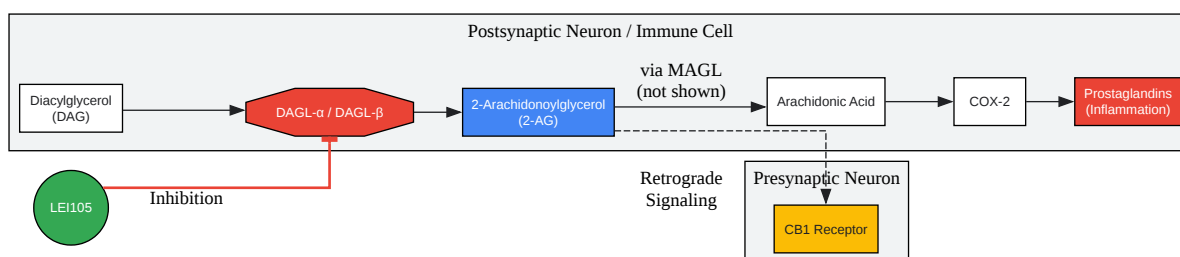 Postsynaptic Neuron / Immune Cell
Diacylglycerol
(DAG)
DAGL-α / DAGL-β
2-Arachidonoylglycerol
(2-AG)
via MAGL
(not shown)
Arachidonic Acid
COX-2
Prostaglandins
(Inflammation)
LEI105
Inhibition
Retrograde
Signaling
Presynaptic Neuron
CB1 Receptor